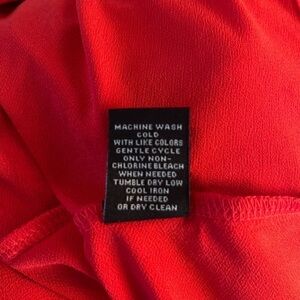 MACHINE WASH
COLD
WITH LIKE COLORS
GENTLE CYCLE
ONLY NON-
CHLORINE BLEACH
WHEN NEEDED
TUMBLE DRY LOW
COOL IRON
IF NEEDED
OR DRY CLEAN